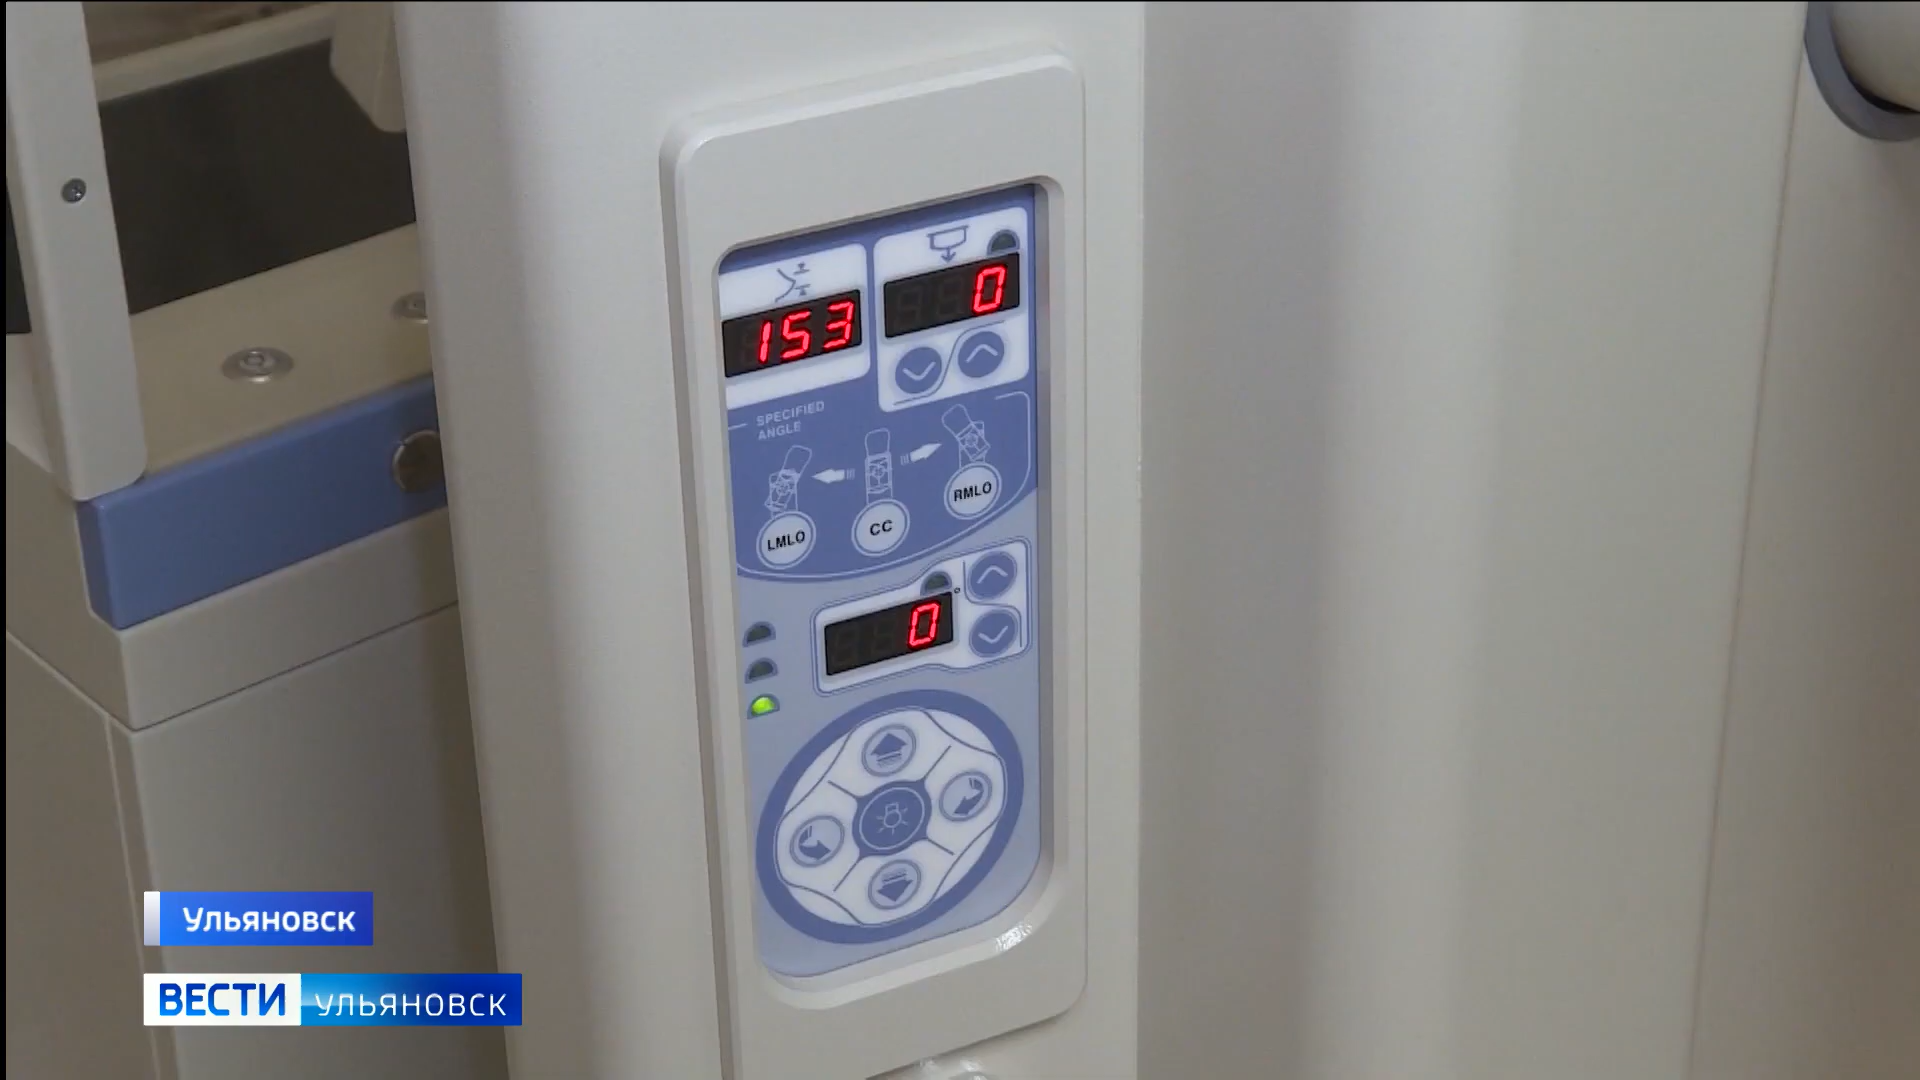 153
0
SPECIFIED
ANGLE
LMLO
CC
RMLO
0
Ульяновск
ВЕСТИ УЛЬЯНОВСК